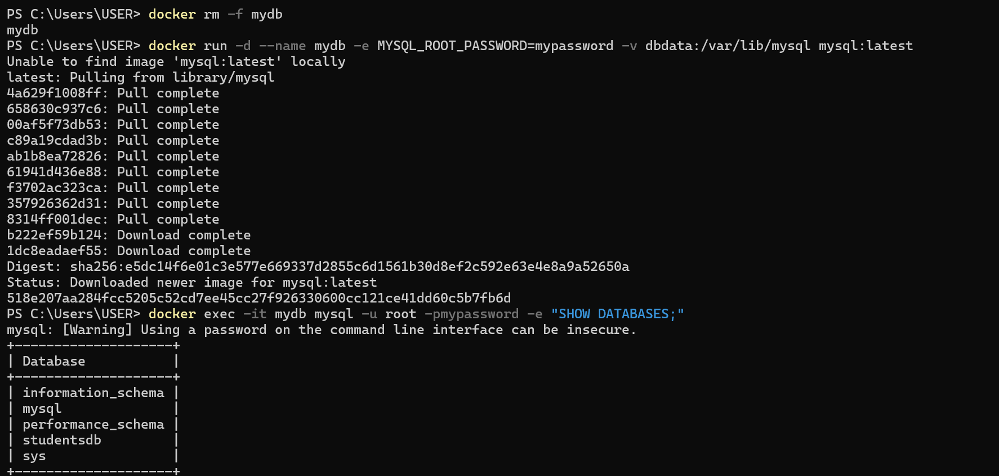 PS C:\Users\USER> docker rm -f mydb
mydb
PS C:\Users\USER> docker run -d --name mydb -e MYSQL_ROOT_PASSWORD=mypassword -v dbdata:/var/lib/mysql mysql:latest
Unable to find image 'mysql:latest' locally
latest: Pulling from library/mysql
4a629f1008ff: Pull complete
658630c937c6: Pull complete
00af5f73db53: Pull complete
c89a19cdad3b: Pull complete
ab1b8ea72826: Pull complete
61941d436e88: Pull complete
f3702ac323ca: Pull complete
357926362d31: Pull complete
8314ff001dec: Pull complete
b222ef59b124: Download complete
1dc8eadaef55: Download complete
Digest: sha256:e5dc14f6e01c3e577e669337d2855c6d1561b30d8ef2c592e63e4e8a9a52650a
Status: Downloaded newer image for mysql:latest
518e207aa284fcc5205c52cd7ee45cc27f926330600cc121ce41dd60c5b7fb6d
PS C:\Users\USER> docker exec -it mydb mysql -u root -pmypassword -e "SHOW DATABASES;"
mysql: [Warning] Using a password on the command line interface can be insecure.
+--------------------+
| Database           |
+--------------------+
| information_schema |
| mysql              |
| performance_schema |
| studentsdb         |
| sys                |
+--------------------+